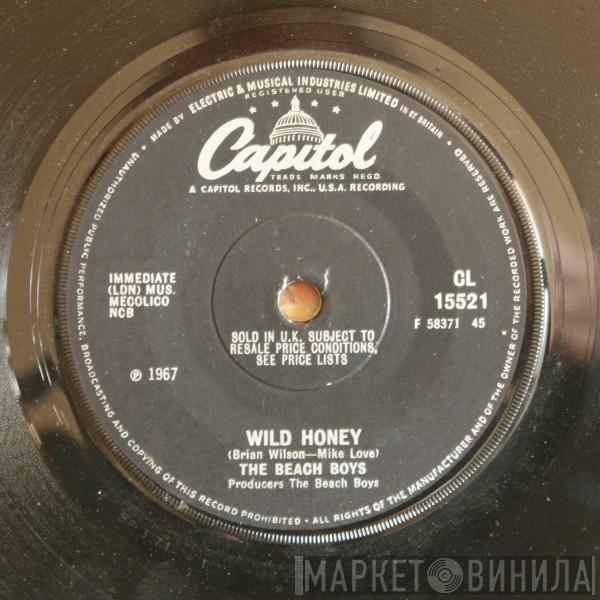 MADE BY ELECTRIC & MUSICAL INDUSTRIES LIMITED IN GT BRITAIN •
REGISTERED USER
Capitol
TRADE MARKS REGD.
A CAPITOL RECORDS, INC., U.S.A. RECORDING
IMMEDIATE
(LDN) MUS.
MECOLICO
NCB
CL
15521
F 58371 45
SOLD IN U.K. SUBJECT TO
RESALE PRICE CONDITIONS,
SEE PRICE LISTS
℗ 1967
WILD HONEY
(Brian Wilson—Mike Love)
THE BEACH BOYS
Producers The Beach Boys
• UNAUTHORIZED PUBLIC PERFORMANCE, BROADCASTING AND COPYING OF THIS RECORD PROHIBITED • ALL RIGHTS OF THE MANUFACTURER AND OF THE OWNER OF THE RECORDED WORK ARE RESERVED
МАРКЕТ ВИНИЛА